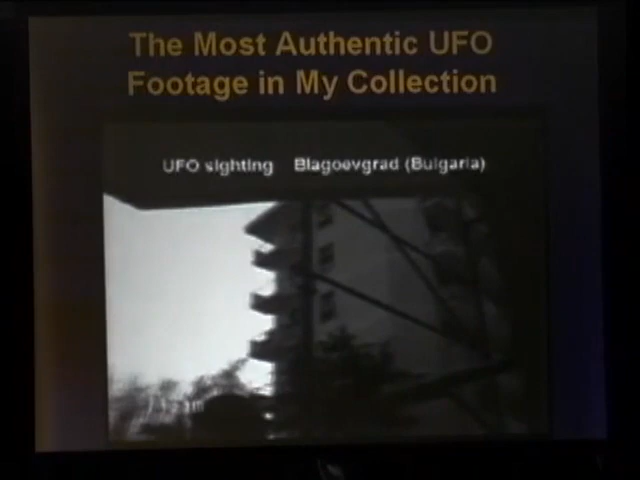 The Most Authentic UFO
Footage in My Collection
UFO sighting Blagoevgrad (Bulgaria)